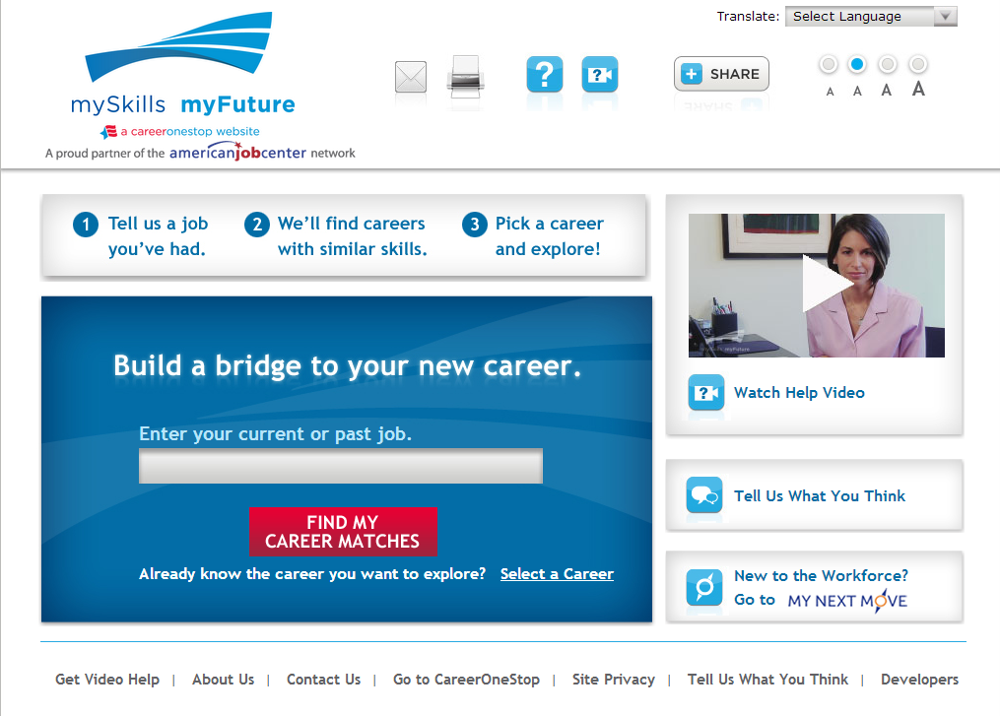 Translate: Select Language
mySkills myFuture
a careeronestop website
A proud partner of the americanjobcenter network
?
?
+ SHARE
A A A A
1 Tell us a job
you've had.
2 We'll find careers
with similar skills.
3 Pick a career
and explore!
Build a bridge to your new career.
Enter your current or past job.
FIND MY
CAREER MATCHES
Already know the career you want to explore? Select a Career
mySkills myFuture
?
Watch Help Video
Tell Us What You Think
New to the Workforce?
Go to MY NEXT MOVE
Get Video Help | About Us | Contact Us | Go to CareerOneStop | Site Privacy | Tell Us What You Think | Developers